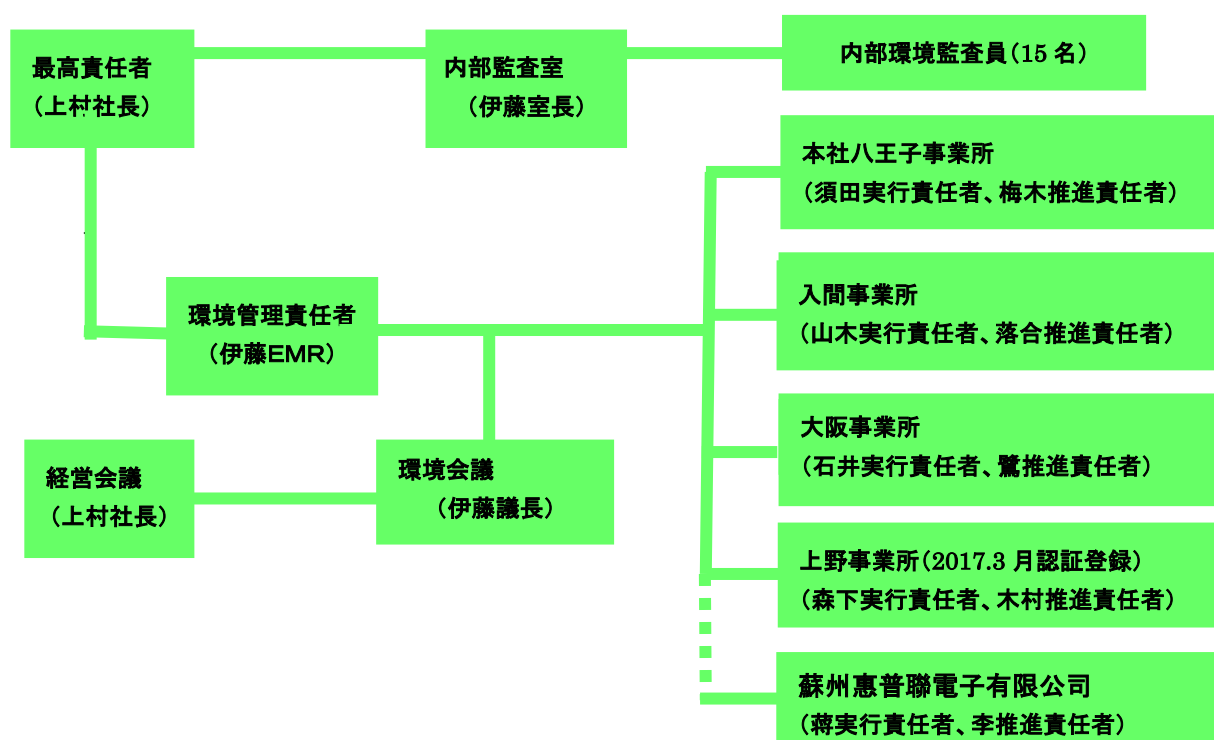 最高責任者
（上村社長）
内部監査室
（伊藤室長）
内部環境監査員（15名）
本社八王子事業所
（須田実行責任者、梅木推進責任者）
入間事業所
（山木実行責任者、落合推進責任者）
環境管理責任者
（伊藤EMR）
大阪事業所
（石井実行責任者、鷺推進責任者）
経営会議
（上村社長）
環境会議
（伊藤議長）
上野事業所（2017.3月認証登録）
（森下実行責任者、木村推進責任者）
蘇州惠普聯電子有限公司
（蒋実行責任者、李推進責任者）